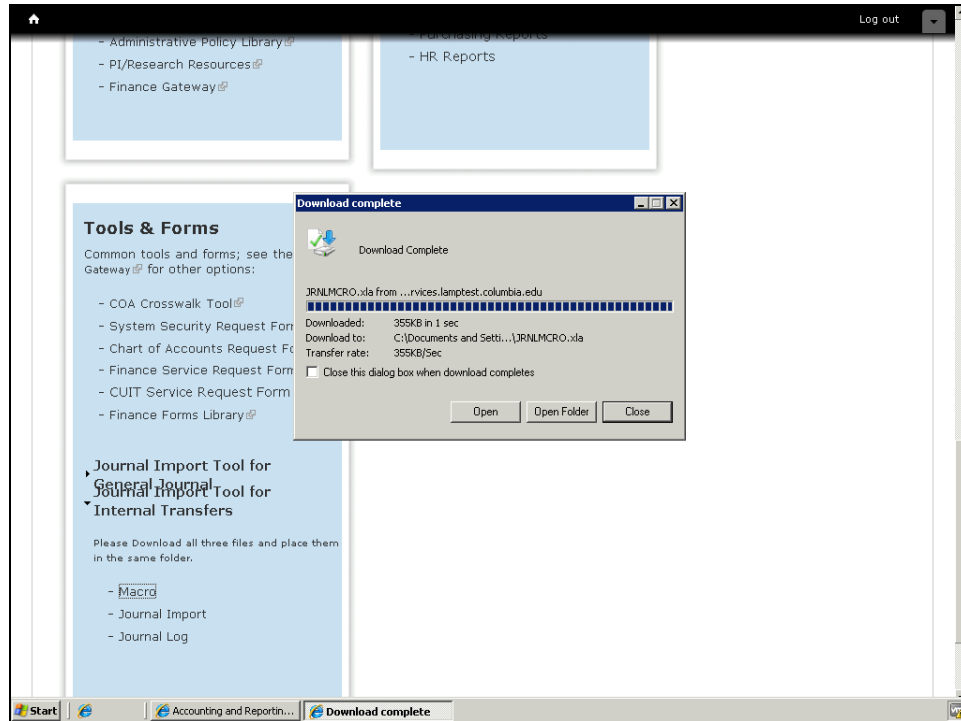 Log out
- Administrative Policy Library
- PI/Research Resources
- Finance Gateway
- Purchasing Reports
- HR Reports
Tools & Forms
Common tools and forms; see the
Gateway for other options:
- COA Crosswalk Tool
- System Security Request For
- Chart of Accounts Request Fo
- Finance Service Request Form
- CUIT Service Request Form
- Finance Forms Library
Journal Import Tool for
General Journal
Journal Import Tool for
Internal Transfers
Please Download all three files and place them
in the same folder.
- Macro
- Journal Import
- Journal Log
Download complete
Download Complete
JRNLMCRO.xla from ...rvices.lamptest.columbia.edu
Downloaded: 355KB in 1 sec
Download to: C:\Documents and Setti...\JRNLMCRO.xla
Transfer rate: 355KB/Sec
Close this dialog box when download completes
Open Open Folder Close
Start Accounting and Reportin... Download complete